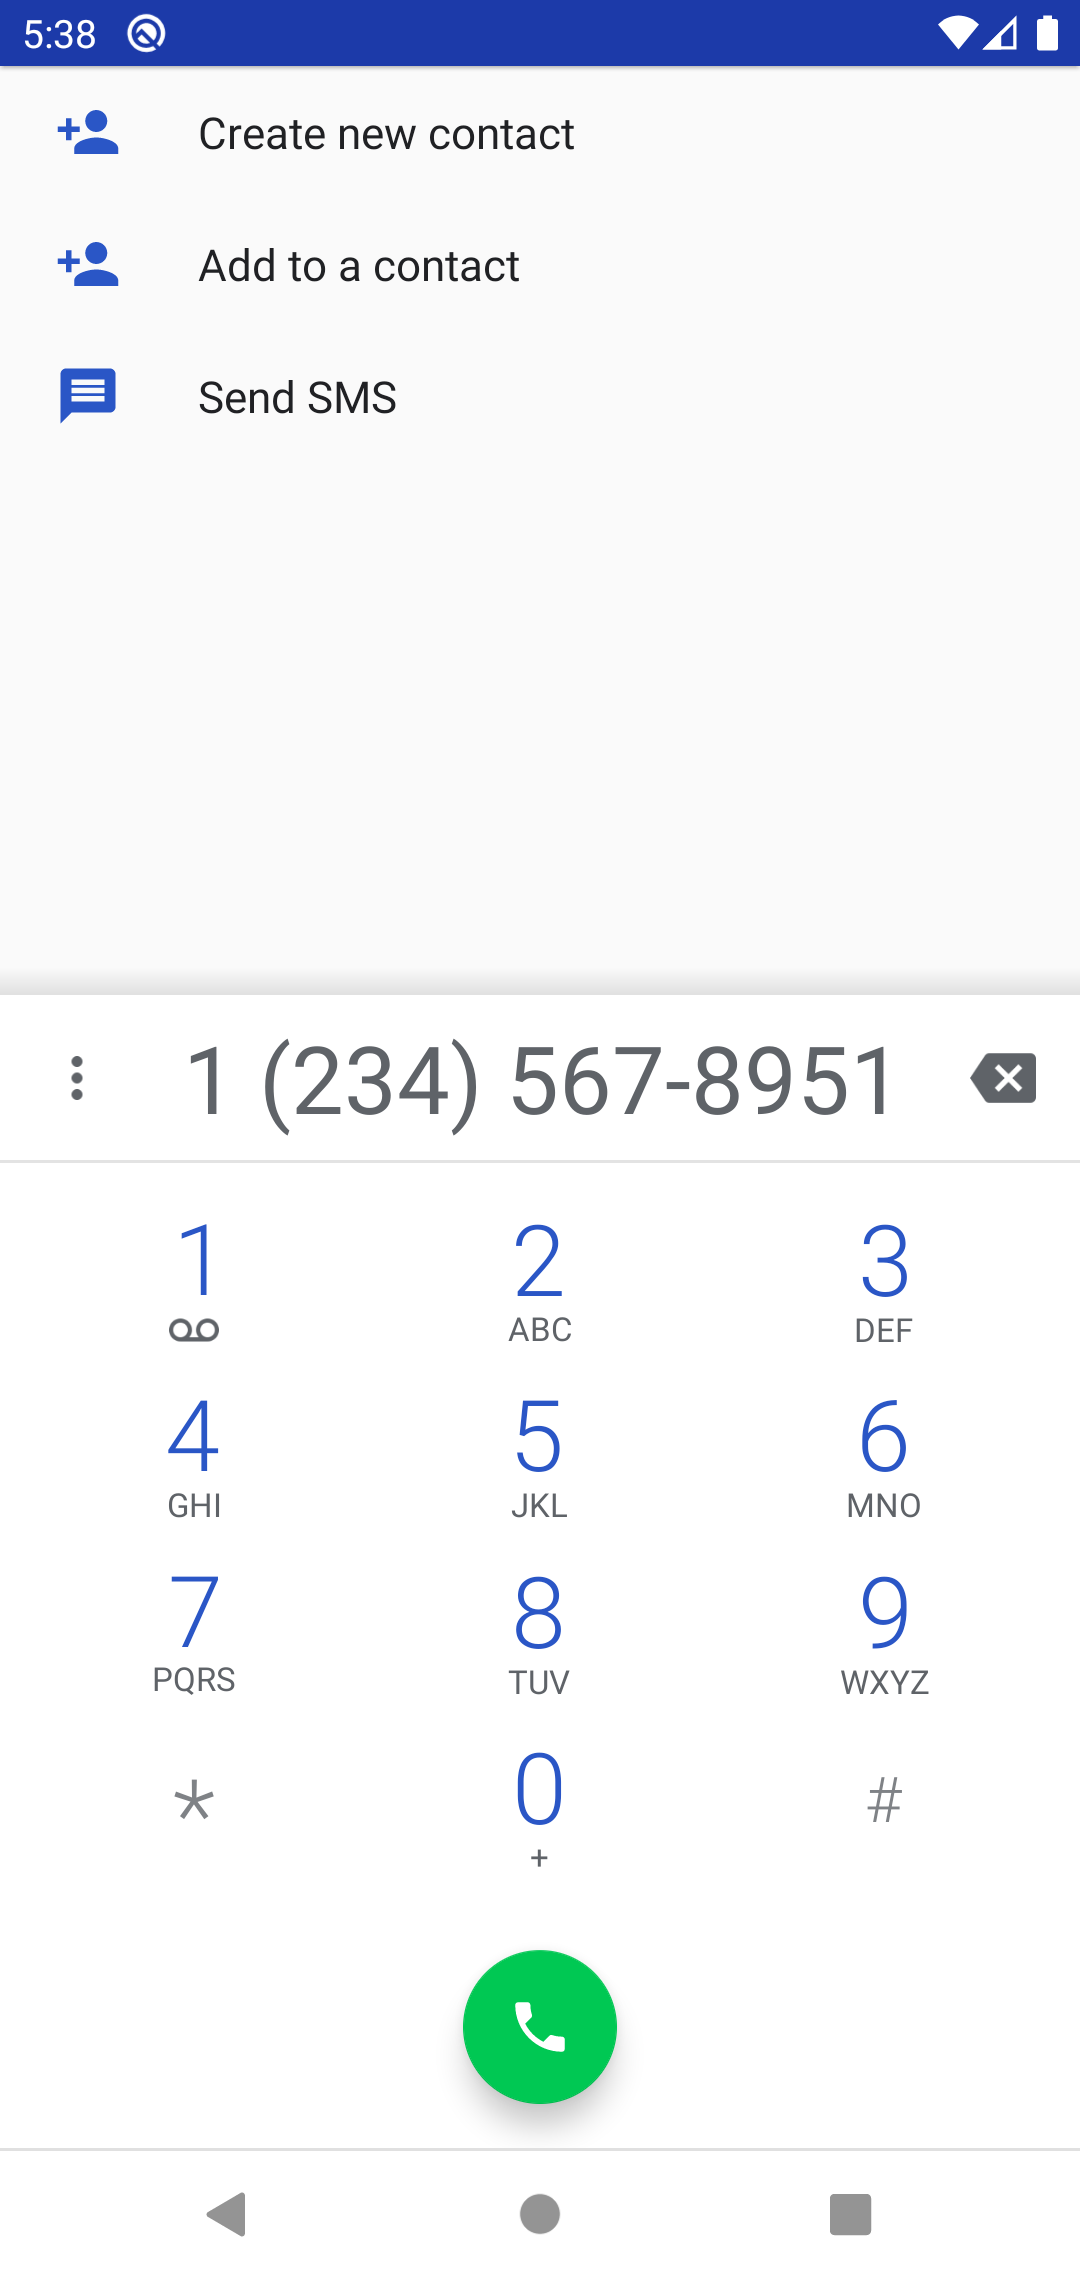 5:38
Create new contact
Add to a contact
Send SMS
1 (234) 567-8951
1 2 3
ABC DEF
4 5 6
GHI JKL MNO
7 8 9
PQRS TUV WXYZ
* 0 #
+